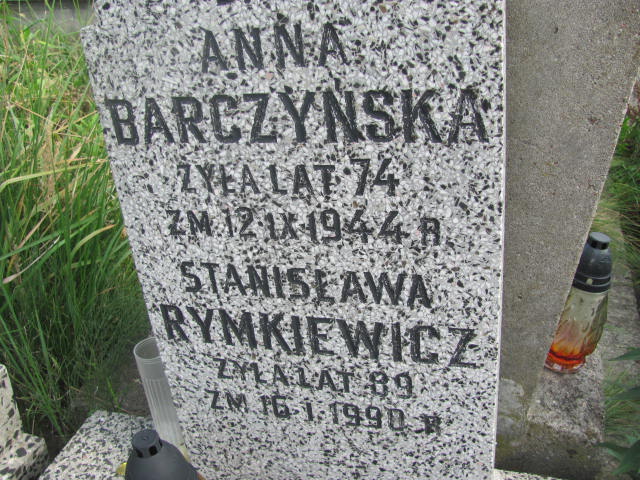 ANNA
BARCZYŃSKA
ŻYŁA LAT 74
ZM 12 IX 1944 R
STANISŁAWA
RYMKIEWICZ
ŻYŁA LAT 89
ZM 16 I 1990 R